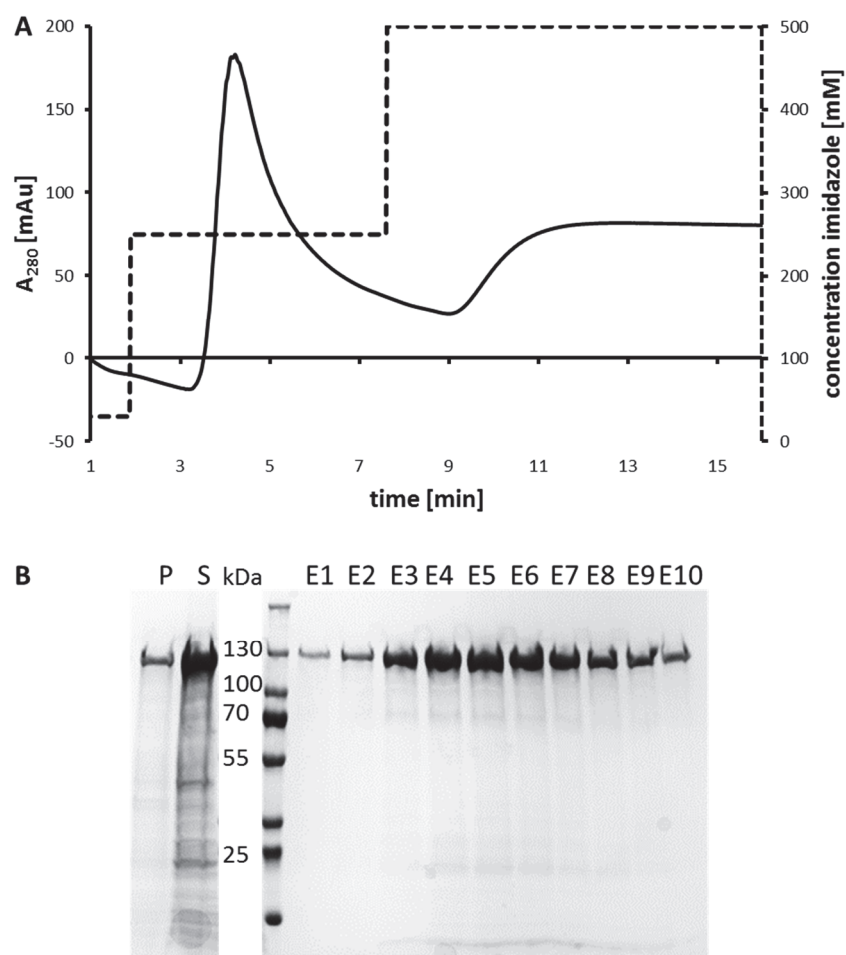 A
200
150
100
50
0
-50
A280 [mAu]
500
400
300
200
100
0
concentration imidazole [mM]
1 3 5 7 9 11 13 15
time [min]
B
P S kDa E1 E2 E3 E4 E5 E6 E7 E8 E9 E10
130
100
70
55
25